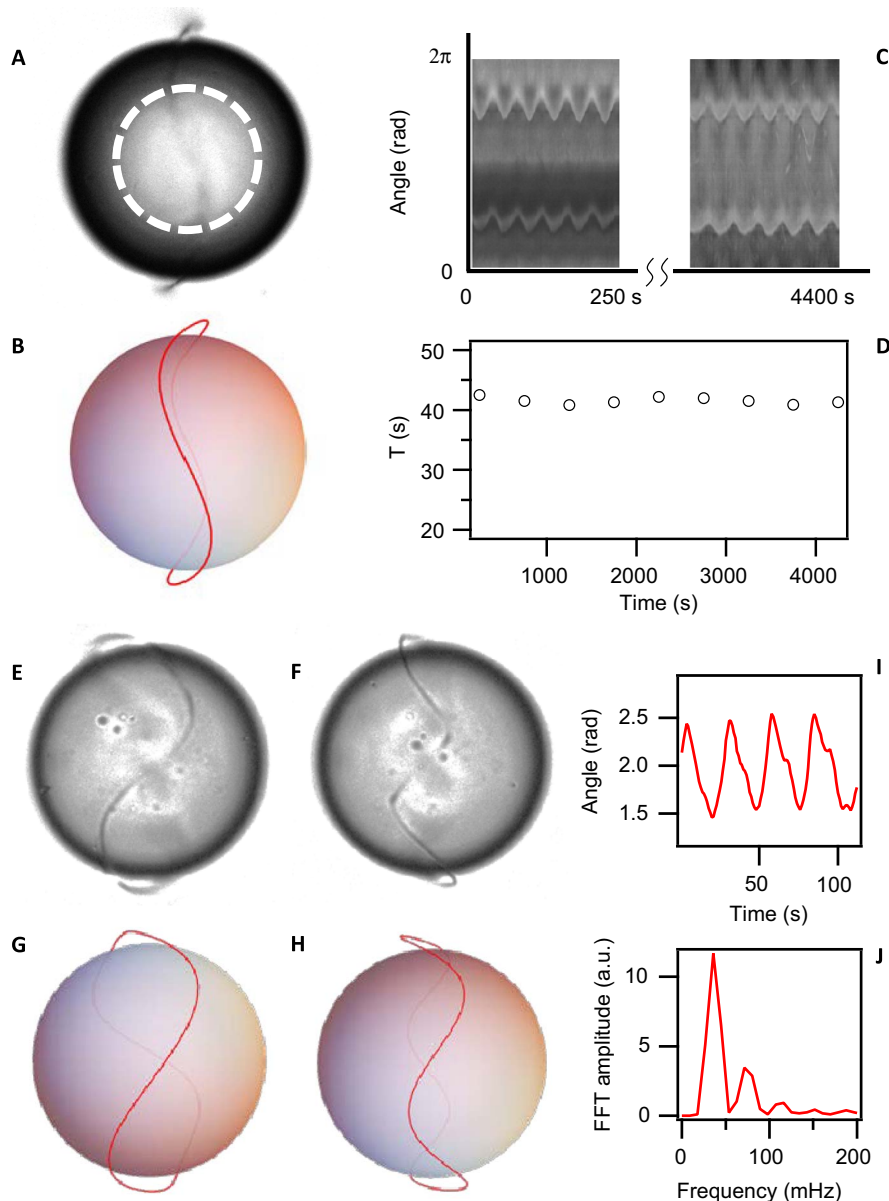 A
C
2π
Angle (rad)
0
0
250 s
4400 s
B
D
50
40
30
20
T (s)
1000
2000
3000
4000
Time (s)
E
F
I
2.5
2.0
1.5
Angle (rad)
50
100
Time (s)
G
H
J
10
5
0
FFT amplitude (a.u.)
0
100
200
Frequency (mHz)